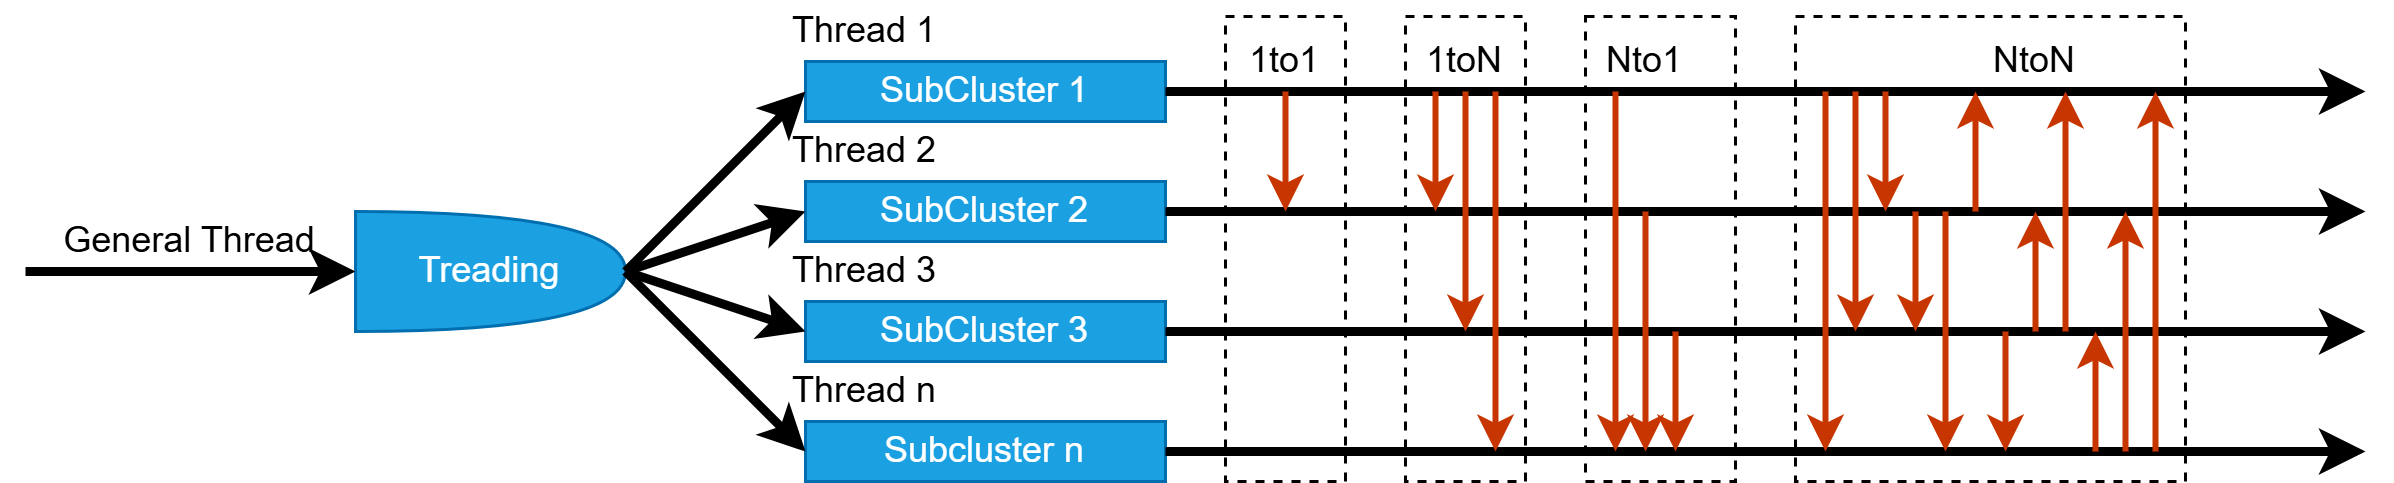 General Thread
Treading
Thread 1
SubCluster 1
Thread 2
SubCluster 2
Thread 3
SubCluster 3
Thread n
Subcluster n
1to1
1toN
Nto1
NtoN